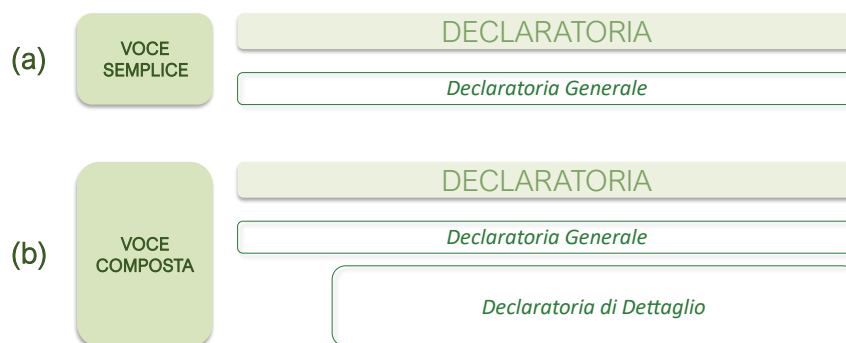 (a)
VOCE
SEMPLICE
DECLARATORIA
Declaratoria Generale
(b)
VOCE
COMPOSTA
DECLARATORIA
Declaratoria Generale
Declaratoria di Dettaglio